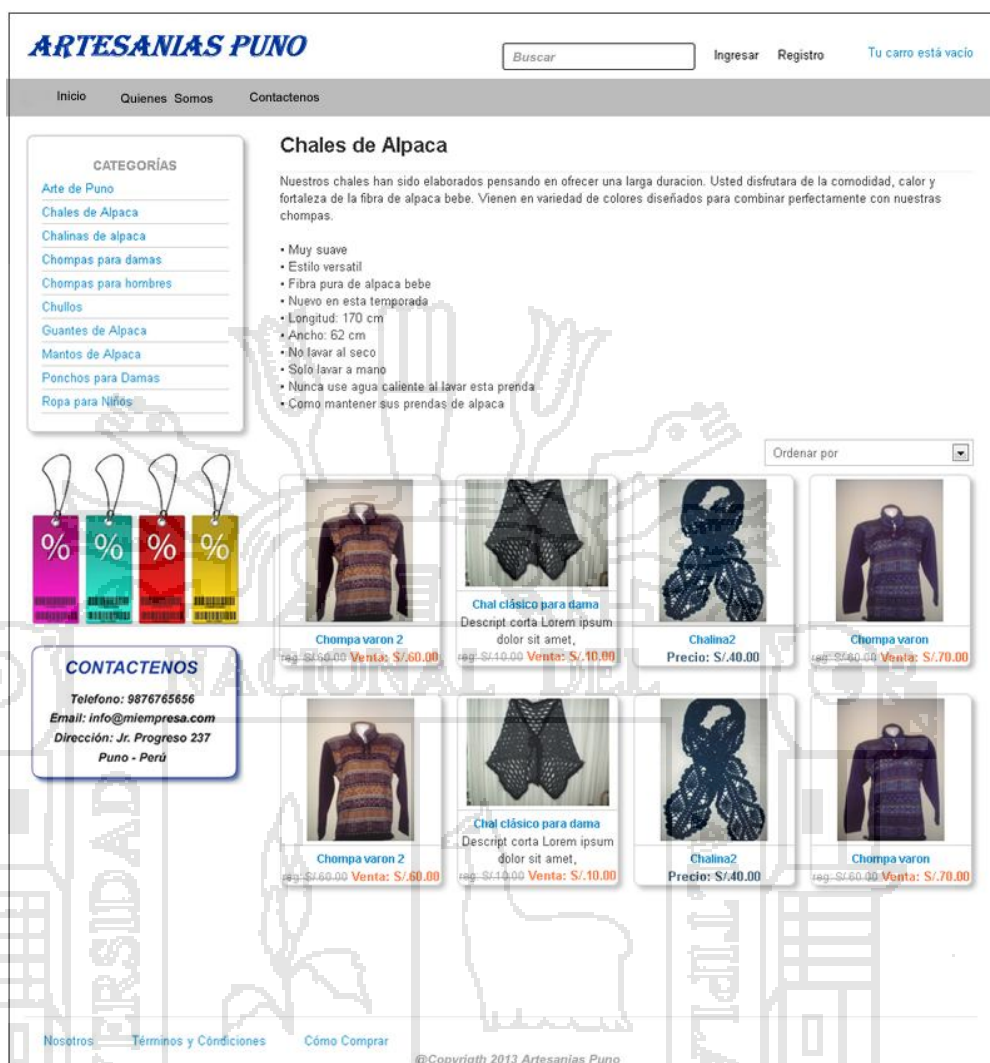 ARTESANIAS PUNO
Buscar
Ingresar Registro
Tu carro está vacío
Inicio Quienes Somos Contactenos
CATEGORÍAS
Arte de Puno
Chales de Alpaca
Chalinas de alpaca
Chompas para damas
Chompas para hombres
Chullos
Guantes de Alpaca
Mantos de Alpaca
Ponchos para Damas
Ropa para Niños
% % % %
CONTACTENOS
Telefono: 9876765656
Email: info@miempresa.com
Dirección: Jr. Progreso 237
Puno - Perú
Chales de Alpaca
Nuestros chales han sido elaborados pensando en ofrecer una larga duracion. Usted disfrutara de la comodidad, calor y
fortaleza de la fibra de alpaca bebe. Vienen en variedad de colores diseñados para combinar perfectamente con nuestras
chompas.
• Muy suave
• Estilo versatil
• Fibra pura de alpaca bebe
• Nuevo en esta temporada
• Longitud: 170 cm
• Ancho: 62 cm
• No lavar al seco
• Solo lavar a mano
• Nunca use agua caliente al lavar esta prenda
• Como mantener sus prendas de alpaca
Ordenar por
Chompa varon 2
reg: S/.60.00 Venta: S/.60.00
Chal clásico para dama
Descript corta Lorem ipsum
dolor sit amet,
reg: S/.10.00 Venta: S/.10.00
Chalina2
Precio: S/.40.00
Chompa varon
reg: S/.60.00 Venta: S/.70.00
Chompa varon 2
reg: S/.60.00 Venta: S/.60.00
Chal clásico para dama
Descript corta Lorem ipsum
dolor sit amet,
reg: S/.10.00 Venta: S/.10.00
Chalina2
Precio: S/.40.00
Chompa varon
reg: S/.60.00 Venta: S/.70.00
Nosotros Términos y Cóndiciones Cómo Comprar
@Copyrigth 2013 Artesanias Puno